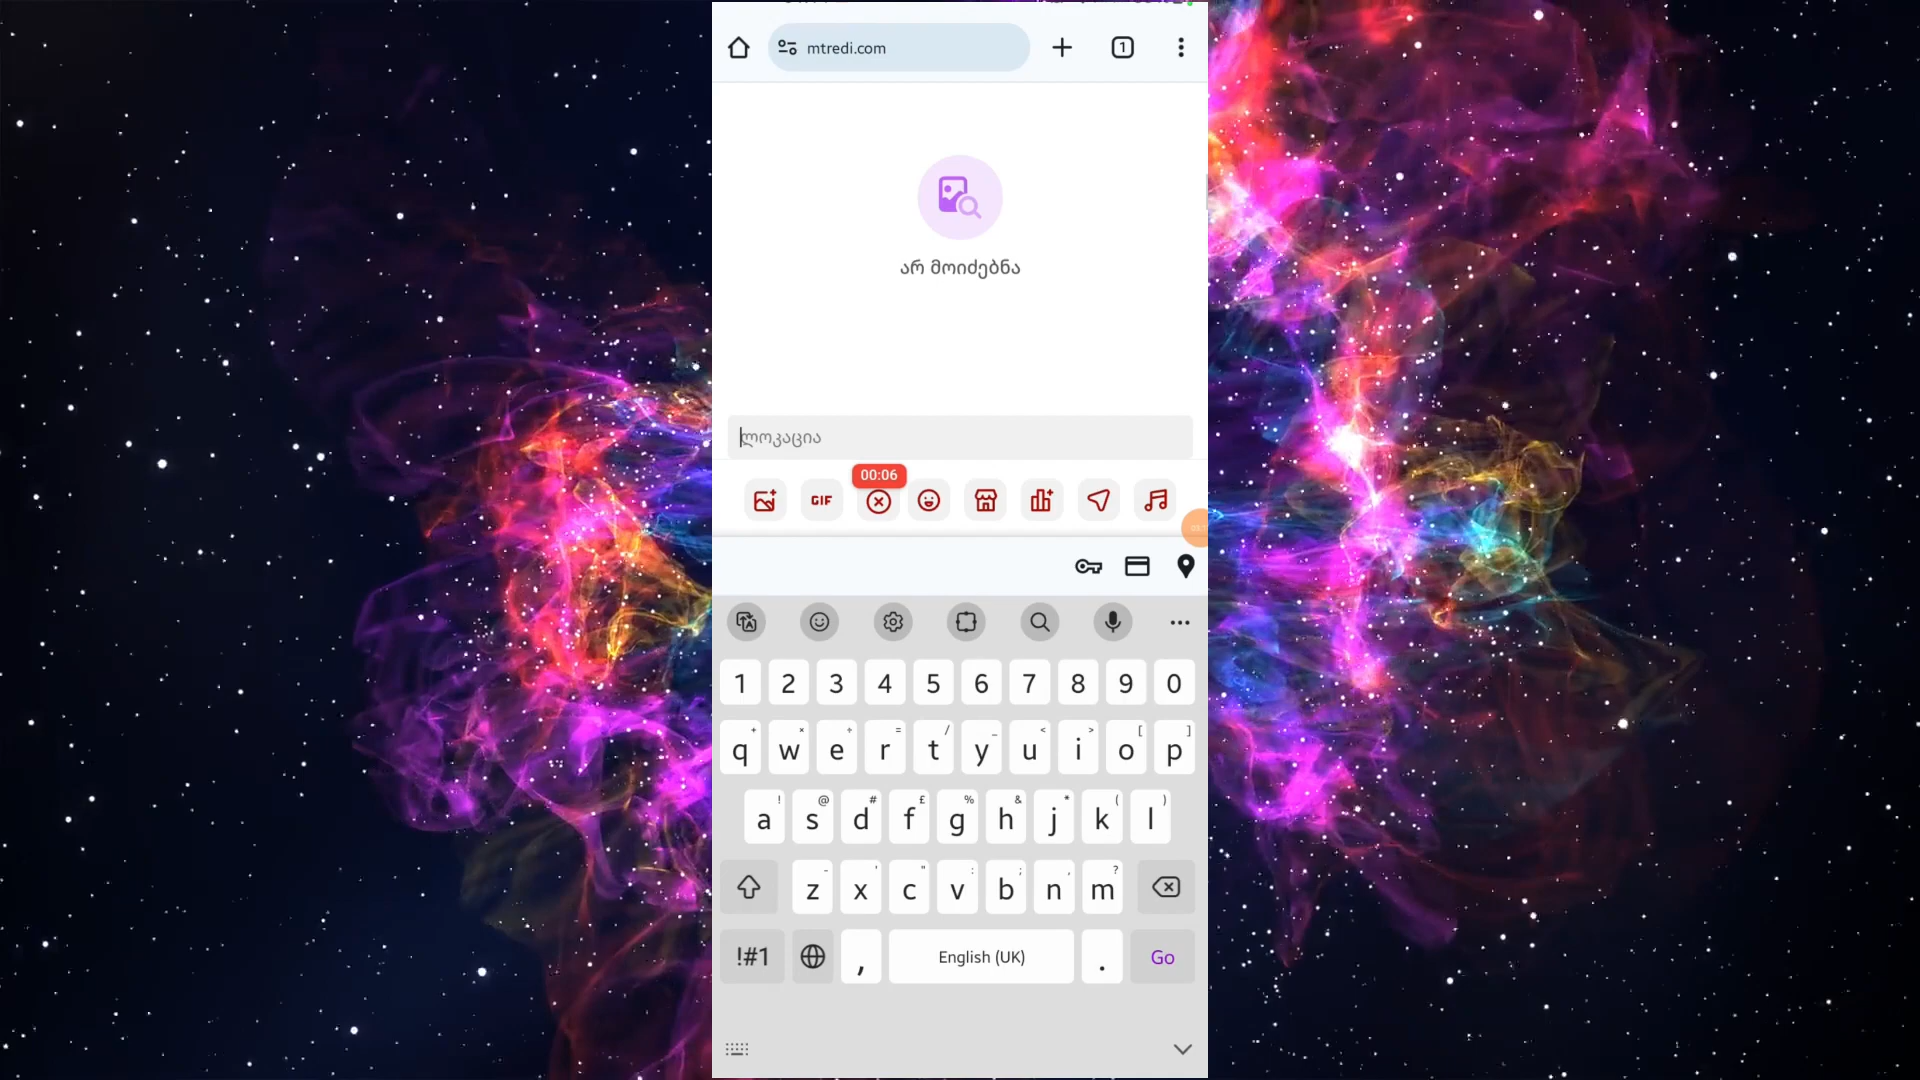 mtredi.com
1
არ მოიძებნა
ლოკაცია
00:06
GIF
1 2 3 4 5 6 7 8 9 0
q w e r t y u i o p
+ × ÷ = / _ < > [ ]
a s d f g h j k l
! @ # £ % & * ( )
z x c v b n m
- ' " : ; , ?
!#1 , English (UK) . Go